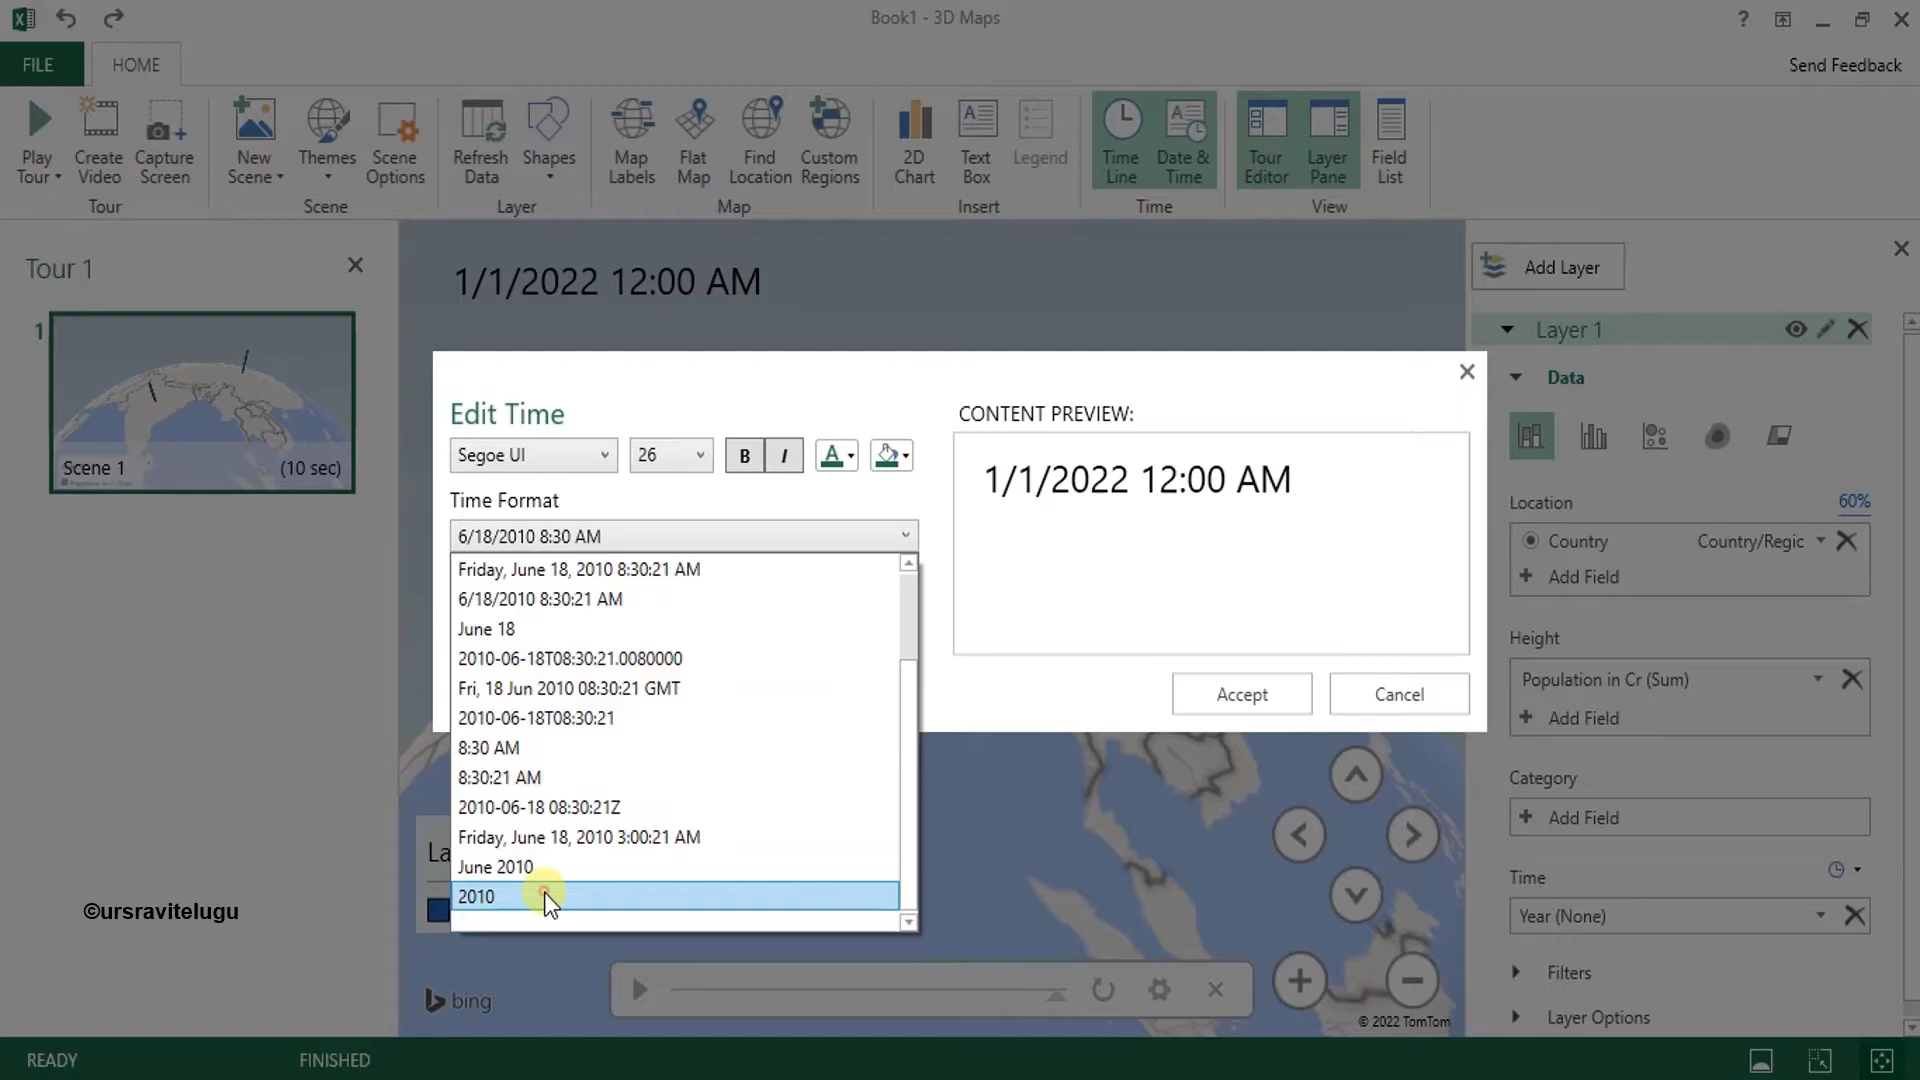 Book1 - 3D Maps
?
FILE
HOME
Send Feedback
Play Tour
Create Video
Capture Screen
Tour
New Scene
Themes
Scene Options
Scene
Refresh Data
Shapes
Layer
Map Labels
Flat Map
Find Location
Custom Regions
Map
2D Chart
Text Box
Legend
Insert
Time Line
Date & Time
Time
Tour Editor
Layer Pane
Field List
View
Tour 1
1
Scene 1
(10 sec)
1/1/2022 12:00 AM
Edit Time
Segoe UI
26
B
I
A
Time Format
6/18/2010 8:30 AM
Friday, June 18, 2010 8:30:21 AM
6/18/2010 8:30:21 AM
June 18
2010-06-18T08:30:21.0080000
Fri, 18 Jun 2010 08:30:21 GMT
2010-06-18T08:30:21
8:30 AM
8:30:21 AM
2010-06-18 08:30:21Z
Friday, June 18, 2010 3:00:21 AM
June 2010
2010
CONTENT PREVIEW:
1/1/2022 12:00 AM
Accept
Cancel
La
bing
© 2022 TomTom
Add Layer
Layer 1
Data
Location
60%
Country
Country/Regic
Add Field
Height
Population in Cr (Sum)
Add Field
Category
Add Field
Time
Year (None)
Filters
Layer Options
©ursravitelugu
READY
FINISHED